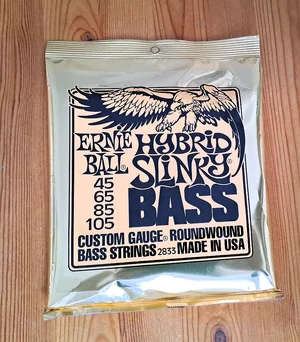 ERNIE BALL®
HYBRID
SLINKY®
BASS
45
65
85
105
CUSTOM GAUGE® ROUNDWOUND
BASS STRINGS 2833 MADE IN USA